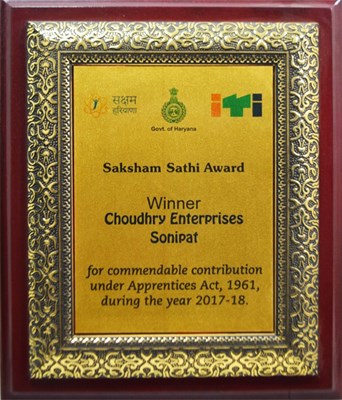 सक्षम
हरियाणा
Govt. of Haryana
iTi
Saksham Sathi Award
Winner
Choudhry Enterprises
Sonipat
for commendable contribution
under Apprentices Act, 1961,
during the year 2017-18.